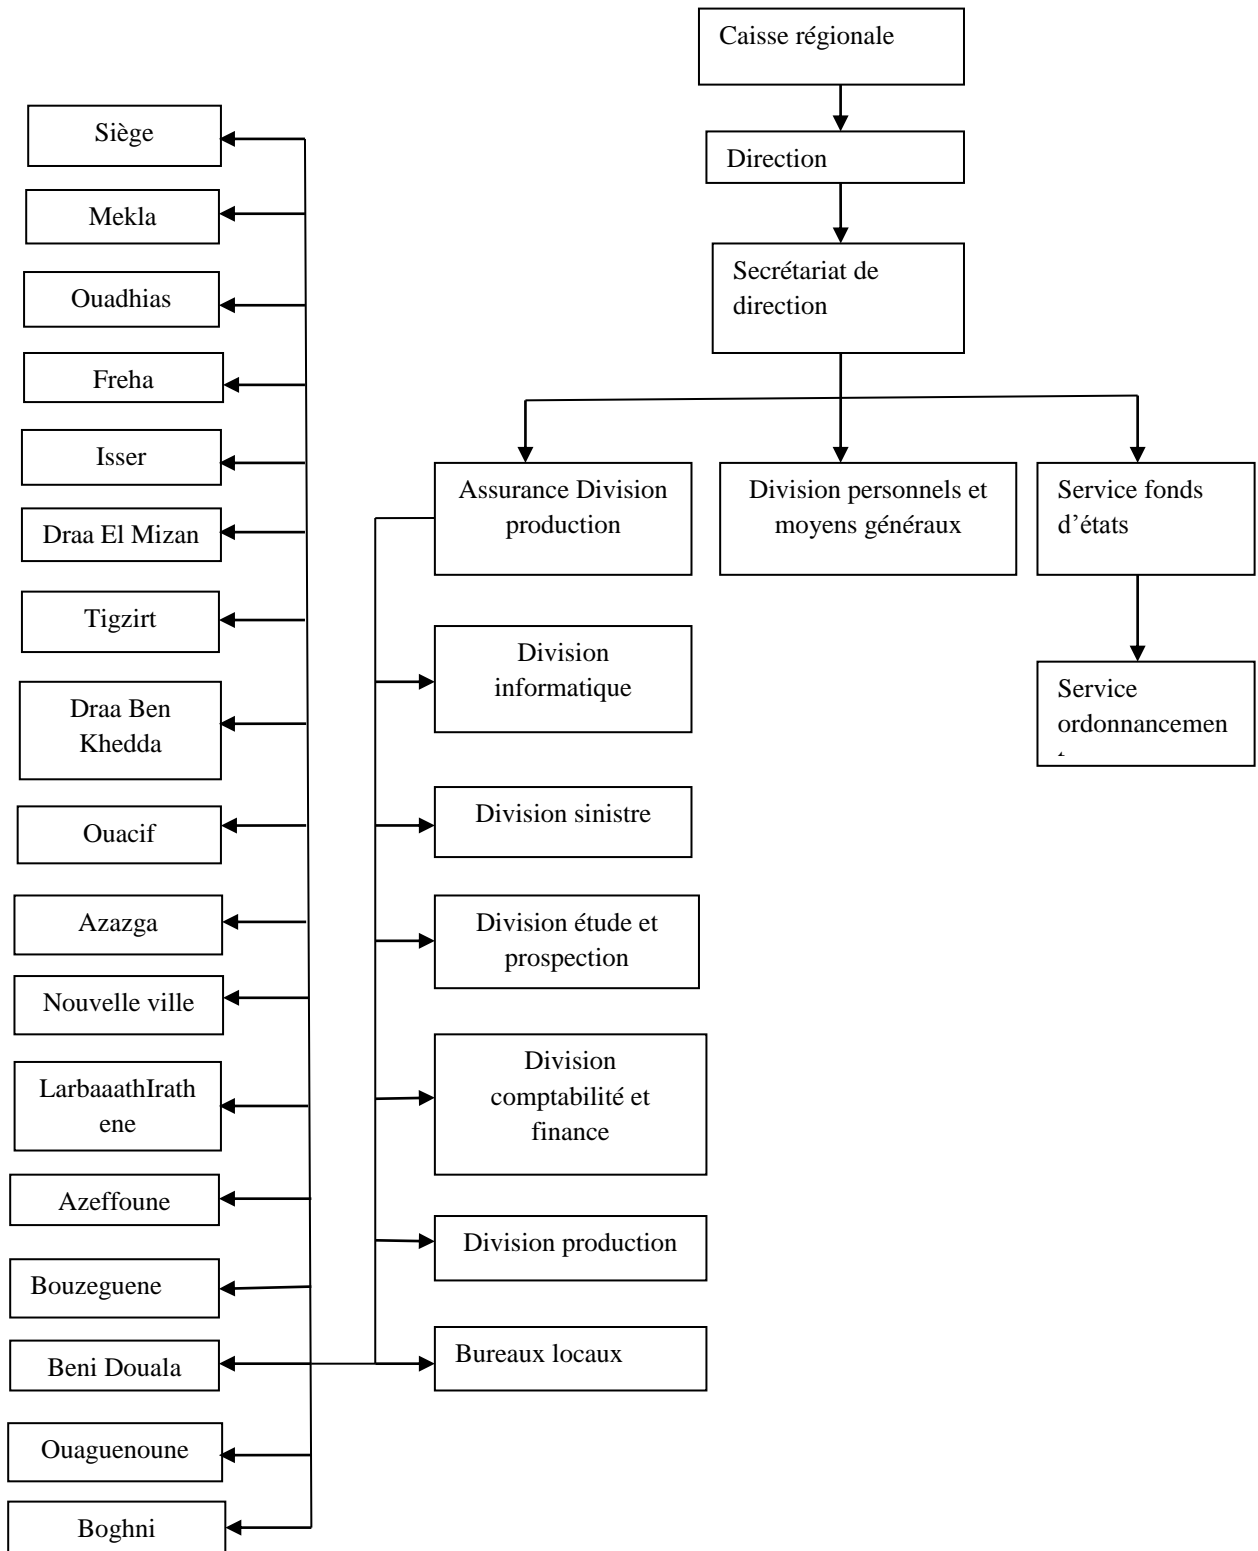 Caisse régionale
Direction
Secrétariat de
direction
Assurance Division
production
Division personnels et
moyens généraux
Service fonds
d’états
Service
ordonnancemen
Division
informatique
Division sinistre
Division étude et
prospection
Division
comptabilité et
finance
Division production
Bureaux locaux
Siège
Mekla
Ouadhias
Freha
Isser
Draa El Mizan
Tigzirt
Draa Ben
Khedda
Ouacif
Azazga
Nouvelle ville
LarbaaathIrath
ene
Azeffoune
Bouzeguene
Beni Douala
Ouaguenoune
Boghni